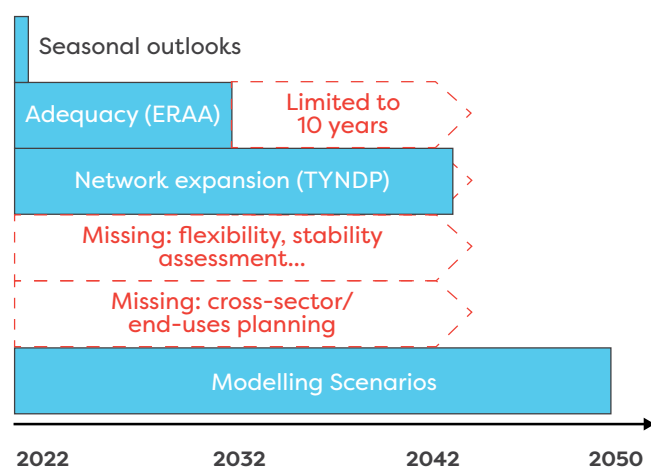 Seasonal outlooks
Adequacy (ERAA)
Limited to
10 years
Network expansion (TYNDP)
Missing: flexibility, stability
assessment...
Missing: cross-sector/
end-uses planning
Modelling Scenarios
2022 2032 2042 2050